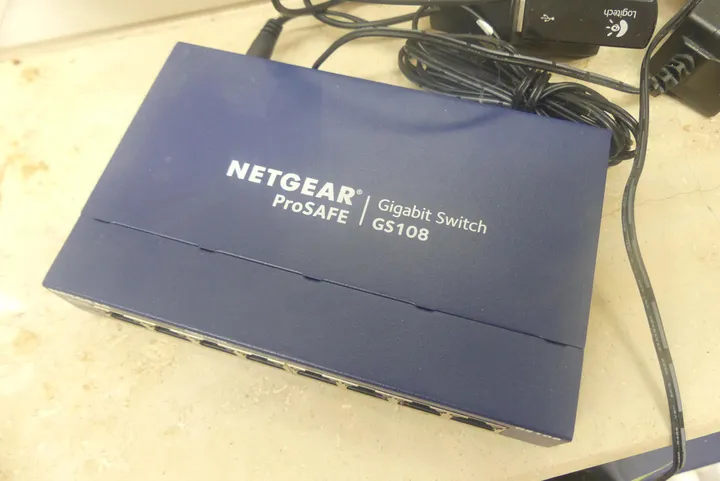 Logitech
NETGEAR®
ProSAFE
Gigabit Switch
GS108